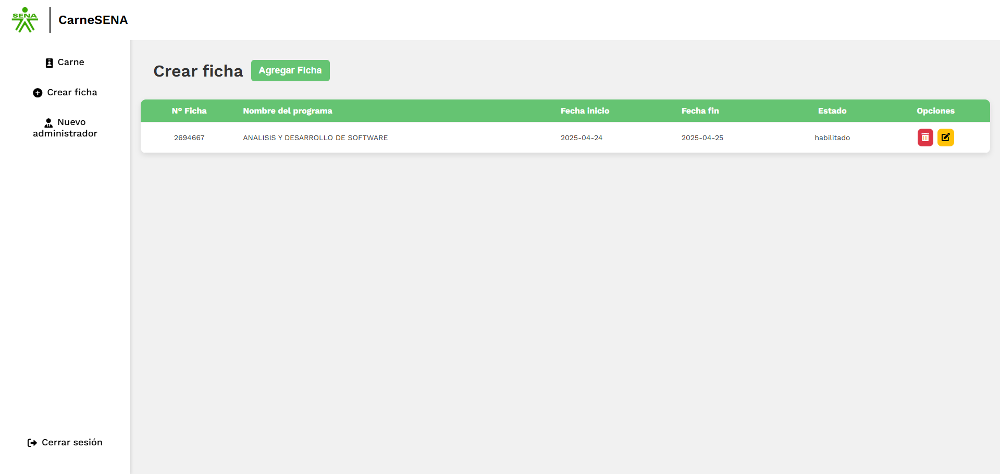 SENA
CarneSENA
Carne
Crear ficha
Nuevo
administrador
Cerrar sesión
Crear ficha
Agregar Ficha
Nº Ficha Nombre del programa Fecha inicio Fecha fin Estado Opciones
2694667 ANALISIS Y DESARROLLO DE SOFTWARE 2025-04-24 2025-04-25 habilitado